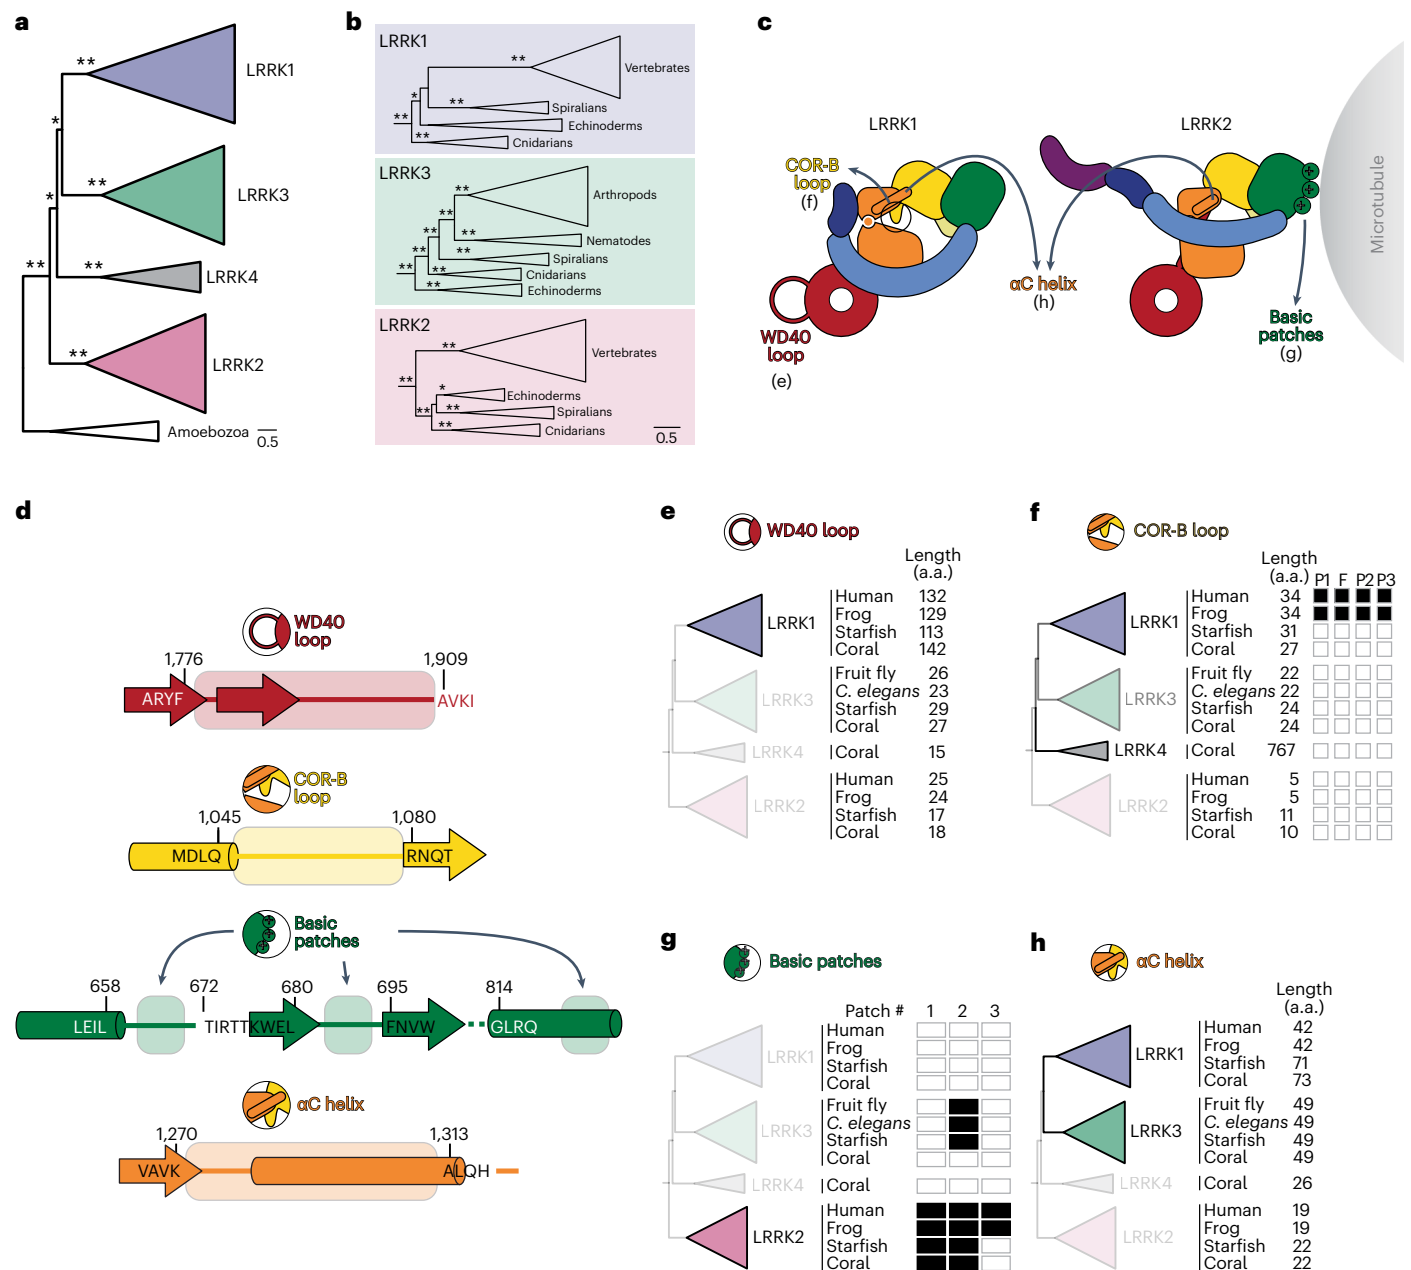 a
LRRK1
LRRK3
LRRK4
LRRK2
Amoebozoa
0.5
**
**
*
*
**
**
**
b
LRRK1
Vertebrates
Spiralians
Echinoderms
Cnidarians
**
*
**
**
**
LRRK3
Arthropods
Nematodes
Spiralians
Cnidarians
Echinoderms
**
**
**
**
**
**
**
**
**
LRRK2
Vertebrates
Echinoderms
Spiralians
Cnidarians
0.5
**
**
*
**
**
**
c
LRRK1
LRRK2
COR-B
loop
(f)
αC helix
(h)
WD40
loop
(e)
Basic
patches
(g)
Microtubule
d
WD40
loop
1,776
1,909
ARYF
AVKI
COR-B
loop
1,045
1,080
MDLQ
RNQT
Basic
patches
658
672
680
695
814
LEIL
TIRTTKWEL
FNVW
GLRQ
αC helix
1,270
1,313
VAVK
ALQH
e
WD40 loop
Length
(a.a.)
LRRK1
Human 132
Frog 129
Starfish 113
Coral 142
LRRK3
Fruit fly 26
C. elegans 23
Starfish 29
Coral 27
LRRK4
Coral 15
LRRK2
Human 25
Frog 24
Starfish 17
Coral 18
f
COR-B loop
Length
(a.a.) P1 F P2 P3
LRRK1
Human 34
Frog 34
Starfish 31
Coral 27
LRRK3
Fruit fly 22
C. elegans 22
Starfish 24
Coral 24
LRRK4
Coral 767
LRRK2
Human 5
Frog 5
Starfish 11
Coral 10
g
Basic patches
Patch # 1 2 3
LRRK1
Human
Frog
Starfish
Coral
LRRK3
Fruit fly
C. elegans
Starfish
Coral
LRRK4
Coral
LRRK2
Human
Frog
Starfish
Coral
h
αC helix
Length
(a.a.)
LRRK1
Human 42
Frog 42
Starfish 71
Coral 73
LRRK3
Fruit fly 49
C. elegans 49
Starfish 49
Coral 49
LRRK4
Coral 26
LRRK2
Human 19
Frog 19
Starfish 22
Coral 22